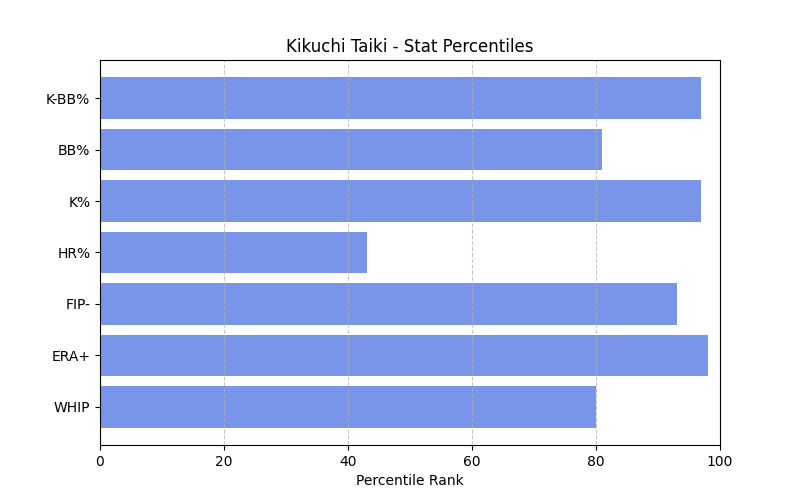 Kikuchi Taiki - Stat Percentiles
K-BB%
BB%
K%
HR%
FIP-
ERA+
WHIP
0 20 40 60 80 100
Percentile Rank